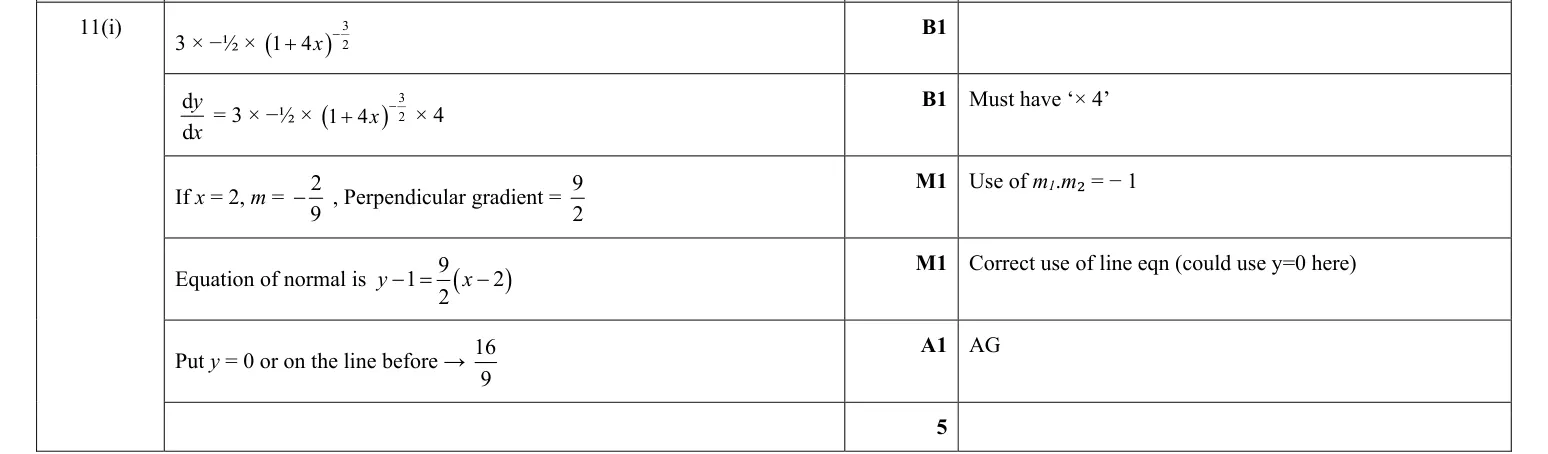 11(i) 3 × −½ × (1 + 4x)^{−3/2} B1
dy/dx = 3 × −½ × (1 + 4x)^{−3/2} × 4 B1 Must have ‘× 4’
If x = 2, m = −2/9 , Perpendicular gradient = 9/2 M1 Use of m₁.m₂ = − 1
Equation of normal is y − 1 = 9/2 (x − 2) M1 Correct use of line eqn (could use y=0 here)
Put y = 0 or on the line before → 16/9 A1 AG
5